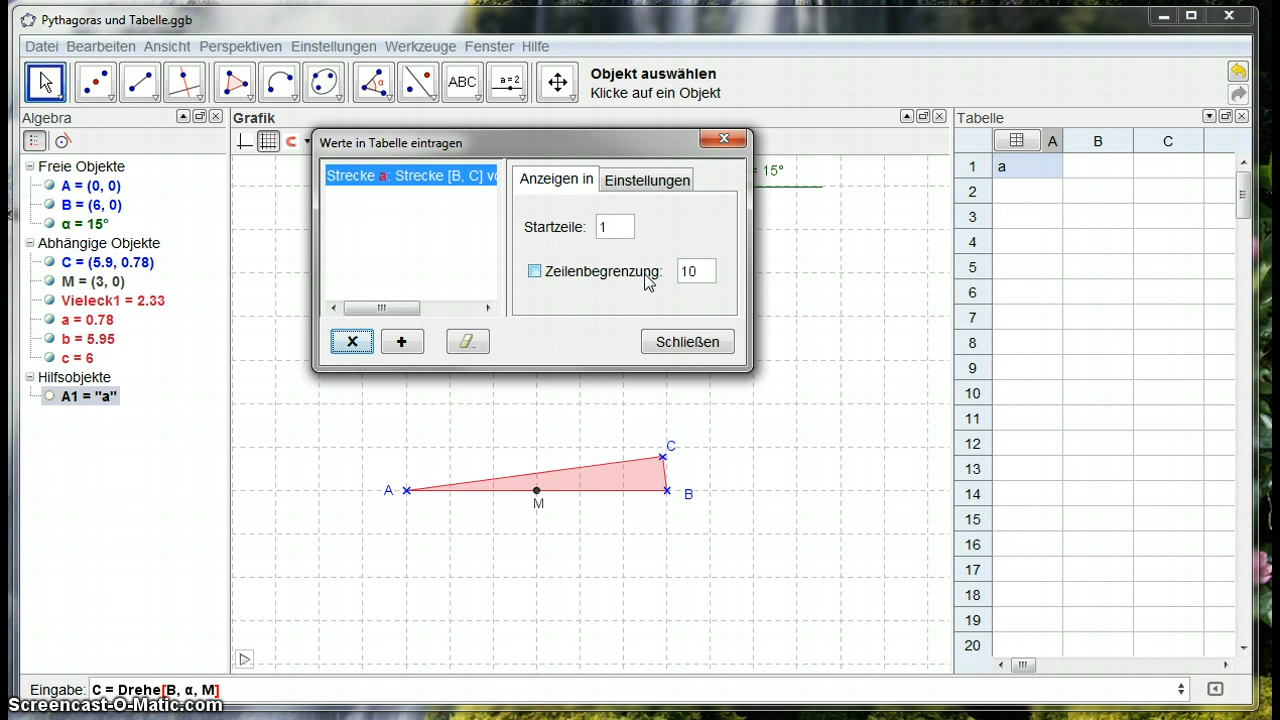 Pythagoras und Tabelle.ggb
Datei Bearbeiten Ansicht Perspektiven Einstellungen Werkzeuge Fenster Hilfe
ABC
a = 2
Objekt auswählen
Klicke auf ein Objekt
Algebra
Grafik
Tabelle
Freie Objekte
A = (0, 0)
B = (6, 0)
α = 15°
Abhängige Objekte
C = (5.9, 0.78)
M = (3, 0)
Vieleck1 = 2.33
a = 0.78
b = 5.95
c = 6
Hilfsobjekte
A1 = "a"
= 15°
Werte in Tabelle eintragen
Strecke a: Strecke [B, C]
Anzeigen in
Einstellungen
Startzeile: 1
Zeilenbegrenzung: 10
x
+
Schließen
C
A
M
B
A B C
1 a
2
3
4
5
6
7
8
9
10
11
12
13
14
15
16
17
18
19
20
Eingabe: C = Drehe[B, α, M]
Screencast-O-Matic.com